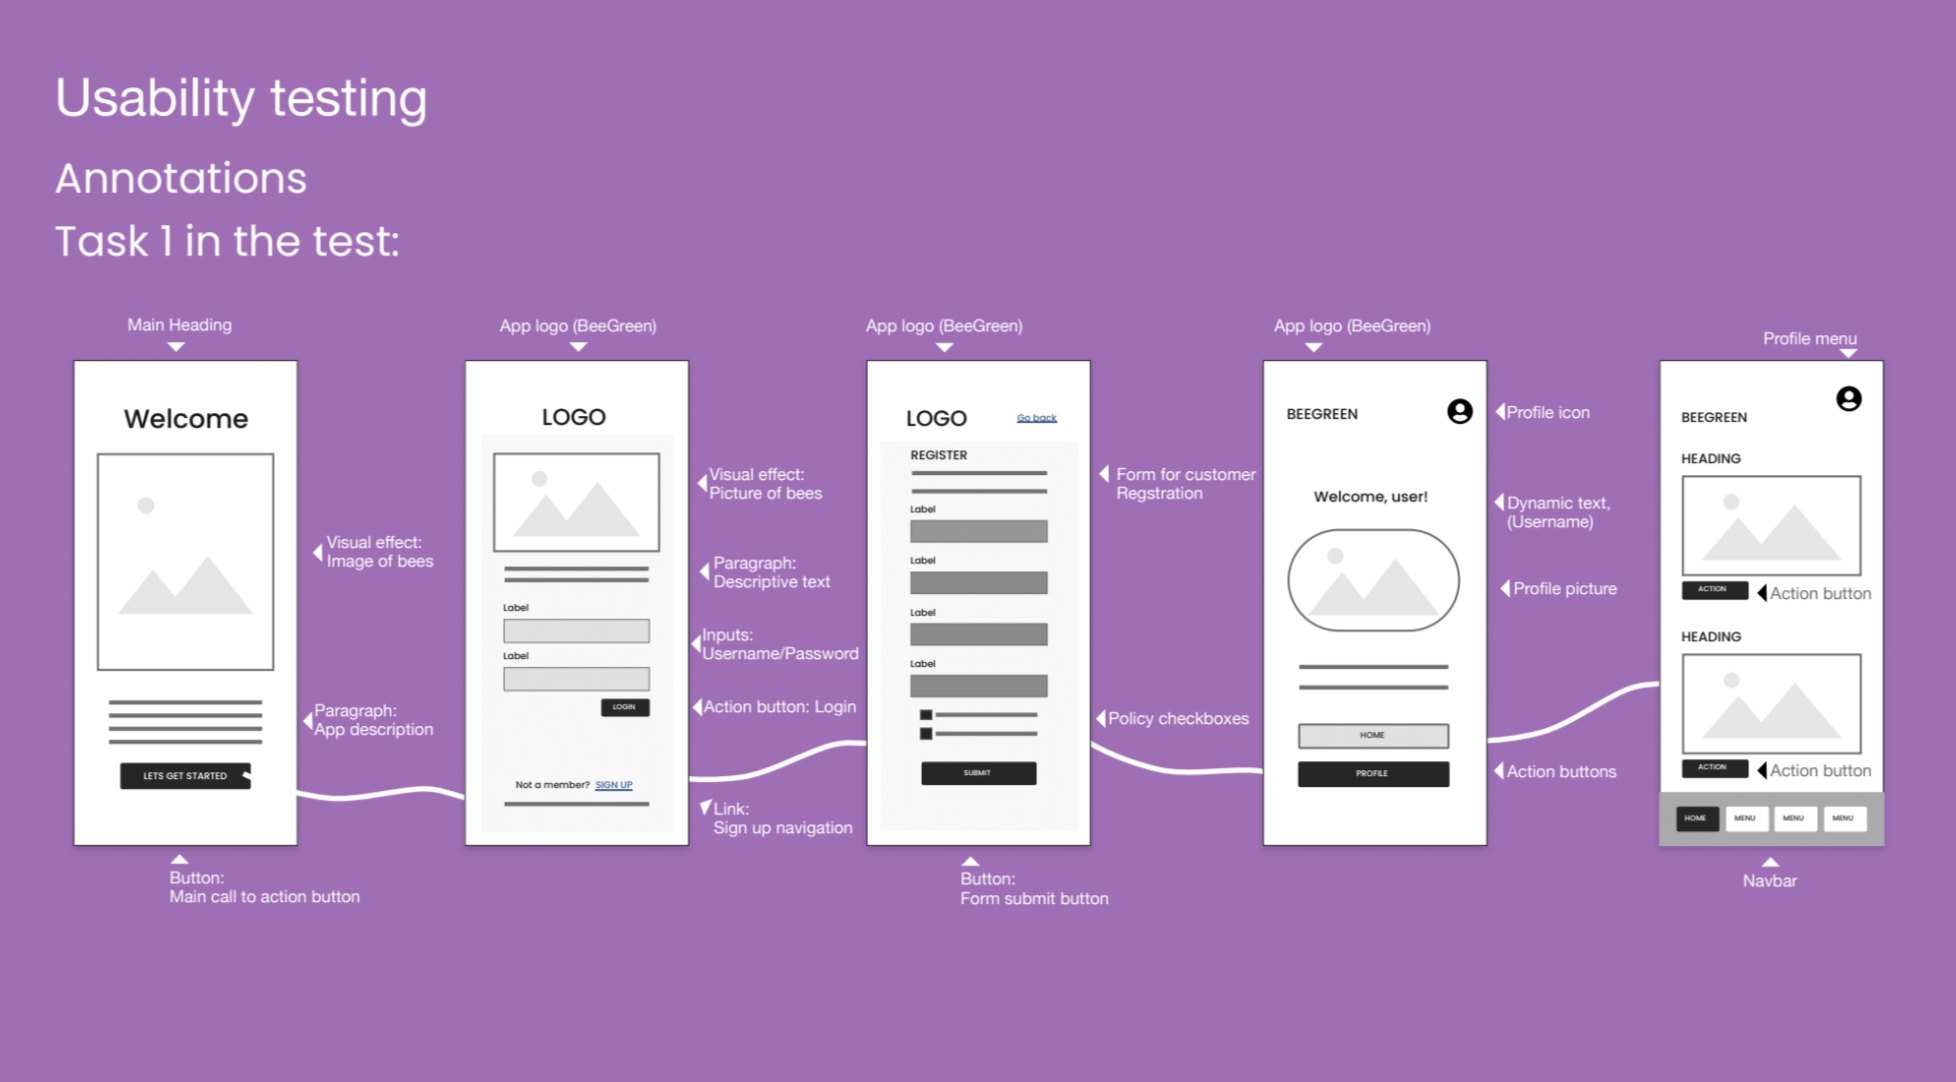 Usability testing
Annotations
Task 1 in the test:
Main Heading
Welcome
Visual effect:
Image of bees
Paragraph:
App description
LETS GET STARTED
Button:
Main call to action button
App logo (BeeGreen)
LOGO
Visual effect:
Picture of bees
Paragraph:
Descriptive text
Label
Inputs:
Username/Password
Label
LOGIN
Action button: Login
Not a member? SIGN UP
Link:
Sign up navigation
App logo (BeeGreen)
LOGO
Go back
REGISTER
Form for customer
Regstration
Label
Label
Label
Label
Policy checkboxes
SUBMIT
Button:
Form submit button
App logo (BeeGreen)
BEEGREEN
Profile icon
Welcome, user!
Dynamic text,
(Username)
Profile picture
HOME
PROFILE
Action buttons
Profile menu
BEEGREEN
HEADING
ACTION
Action button
HEADING
ACTION
Action button
HOME
MENU
MENU
MENU
Navbar